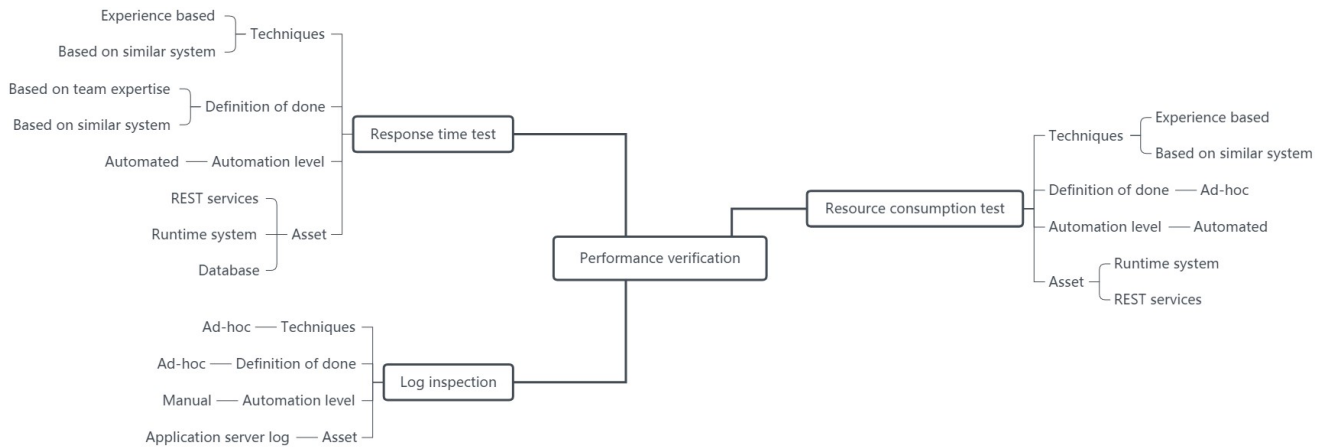 Experience based
Techniques
Based on similar system
Based on team expertise
Definition of done
Based on similar system
Automated
Automation level
REST services
Runtime system
Asset
Database
Response time test
Ad-hoc
Techniques
Ad-hoc
Definition of done
Manual
Automation level
Application server log
Asset
Log inspection
Performance verification
Resource consumption test
Techniques
Experience based
Based on similar system
Definition of done
Ad-hoc
Automation level
Automated
Asset
Runtime system
REST services